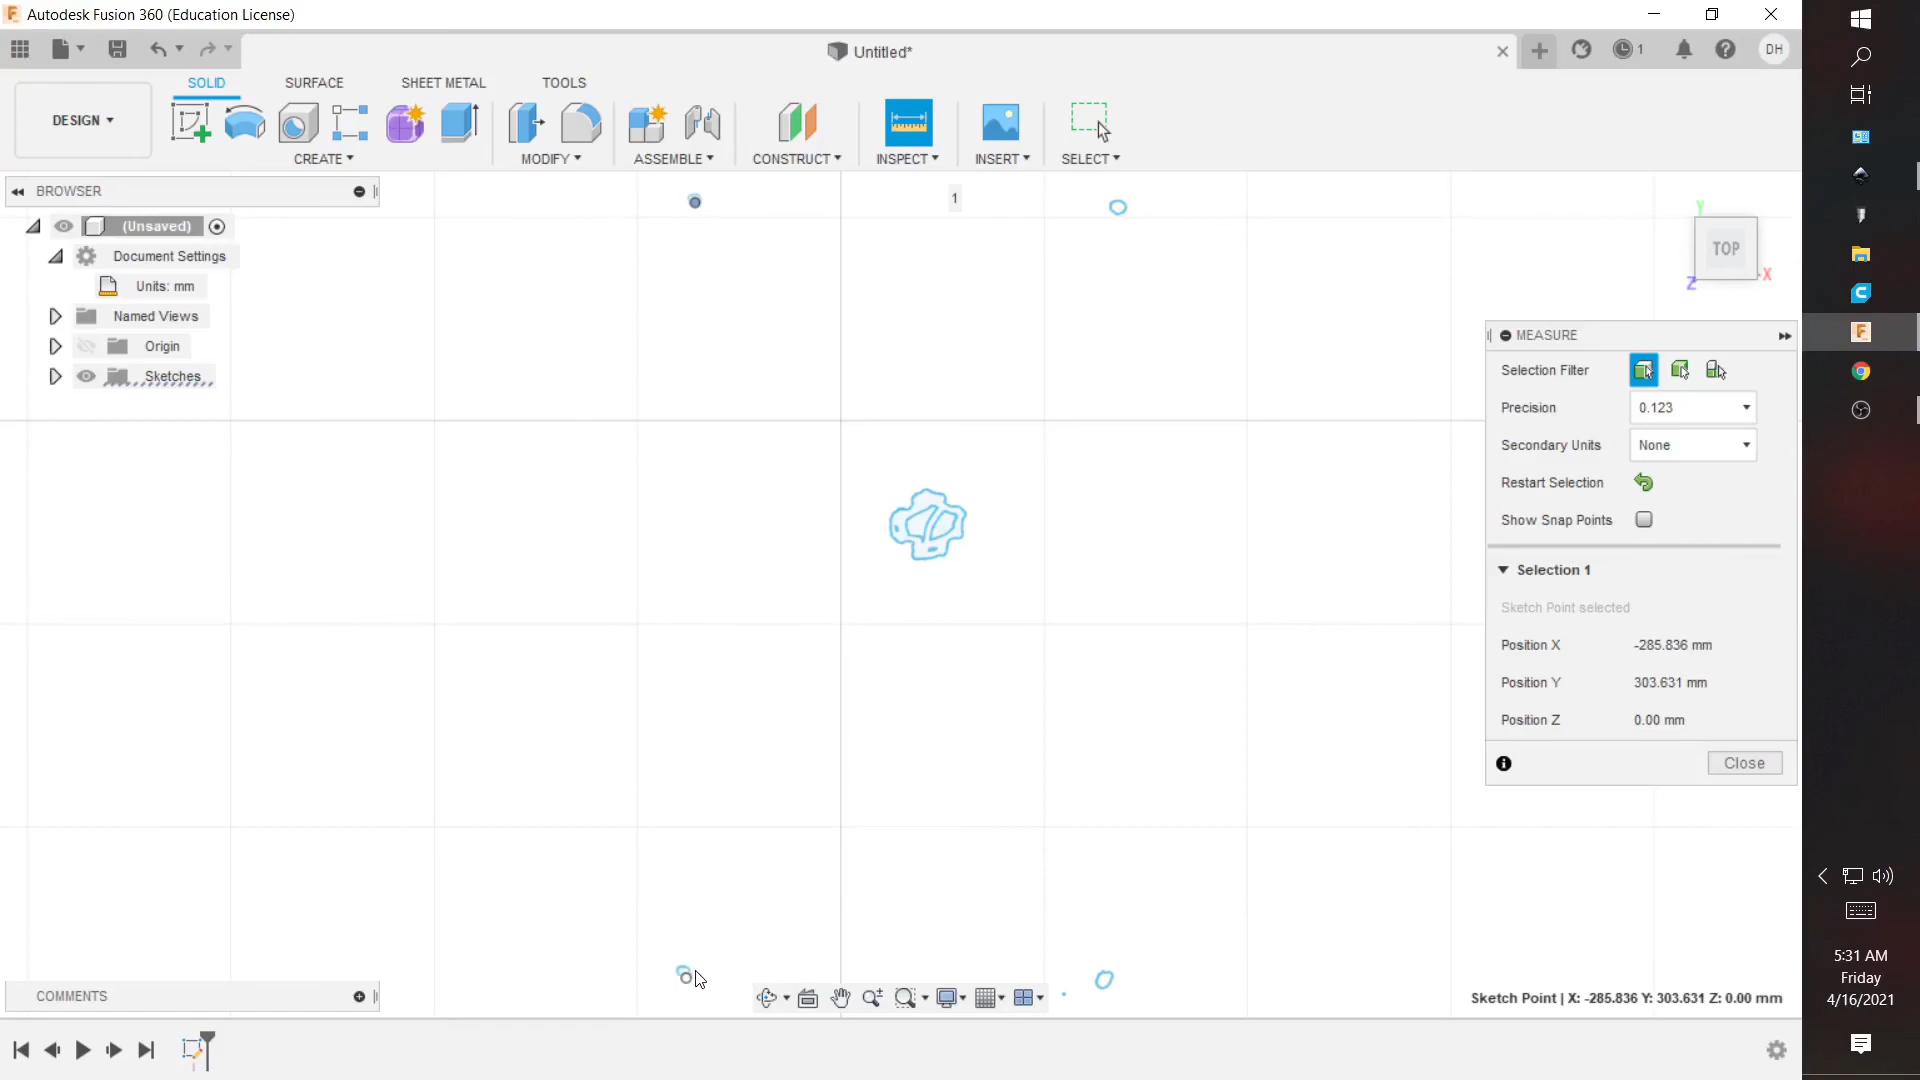 Autodesk Fusion 360 (Education License)
Untitled*
1
DH
SOLID
SURFACE
SHEET METAL
TOOLS
DESIGN
CREATE
MODIFY
ASSEMBLE
CONSTRUCT
INSPECT
INSERT
SELECT
BROWSER
(Unsaved)
Document Settings
Units: mm
Named Views
Origin
Sketches
1
Y
TOP
X
Z
MEASURE
Selection Filter
Precision
0.123
Secondary Units
None
Restart Selection
Show Snap Points
Selection 1
Sketch Point selected
Position X
-285.836 mm
Position Y
303.631 mm
Position Z
0.00 mm
Close
COMMENTS
Sketch Point | X: -285.836 Y: 303.631 Z: 0.00 mm
5:31 AM
Friday
4/16/2021